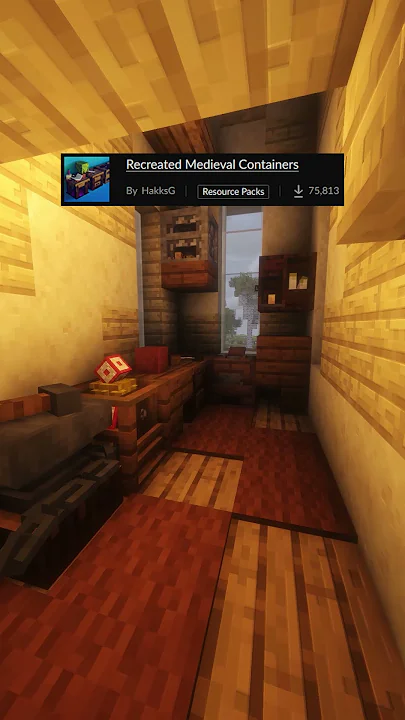 Recreated Medieval Containers
By HakksG | Resource Packs | 75,813